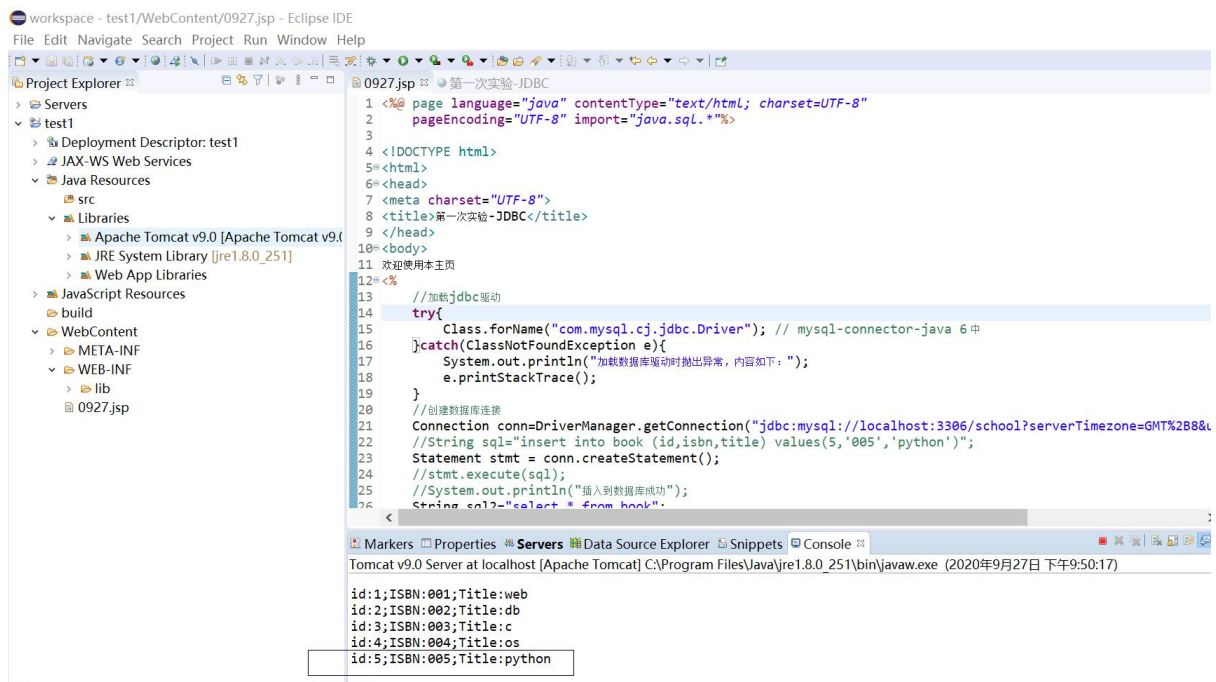 workspace - test1/WebContent/0927.jsp - Eclipse IDE
File Edit Navigate Search Project Run Window Help
Project Explorer
Servers
test1
Deployment Descriptor: test1
JAX-WS Web Services
Java Resources
src
Libraries
Apache Tomcat v9.0 [Apache Tomcat v9.(
JRE System Library [jre1.8.0_251]
Web App Libraries
JavaScript Resources
build
WebContent
META-INF
WEB-INF
lib
0927.jsp
0927.jsp 第一次实验-JDBC
1 <%@ page language="java" contentType="text/html; charset=UTF-8"
2 pageEncoding="UTF-8" import="java.sql.*"%>
3
4 <!DOCTYPE html>
5 <html>
6 <head>
7 <meta charset="UTF-8">
8 <title>第一次实验-JDBC</title>
9 </head>
10 <body>
11 欢迎使用本主页
12 <%
13 //加载jdbc驱动
14 try{
15 Class.forName("com.mysql.cj.jdbc.Driver"); // mysql-connector-java 6中
16 }catch(ClassNotFoundException e){
17 System.out.println("加载数据库驱动时抛出异常，内容如下：");
18 e.printStackTrace();
19 }
20 //创建数据库连接
21 Connection conn=DriverManager.getConnection("jdbc:mysql://localhost:3306/school?serverTimezone=GMT%2B8&u
22 //String sql="insert into book (id,isbn,title) values(5,'005','python')";
23 Statement stmt = conn.createStatement();
24 //stmt.execute(sql);
25 //System.out.println("插入到数据库成功");
26 String sql2="select * from book";
Markers Properties Servers Data Source Explorer Snippets Console
Tomcat v9.0 Server at localhost [Apache Tomcat] C:\Program Files\Java\jre1.8.0_251\bin\javaw.exe (2020年9月27日 下午9:50:17)
id:1;ISBN:001;Title:web
id:2;ISBN:002;Title:db
id:3;ISBN:003;Title:c
id:4;ISBN:004;Title:os
id:5;ISBN:005;Title:python